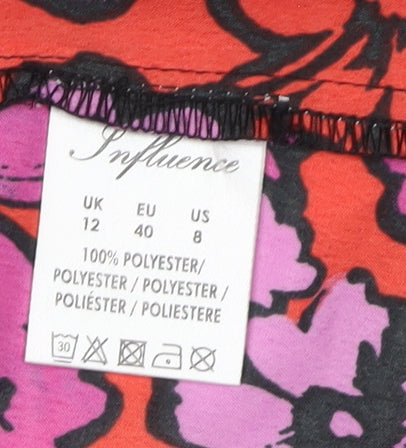 Influence
UK EU US
12 40 8
100% POLYESTER/
POLYESTER / POLYESTER /
POLIÉSTER / POLIESTERE
30